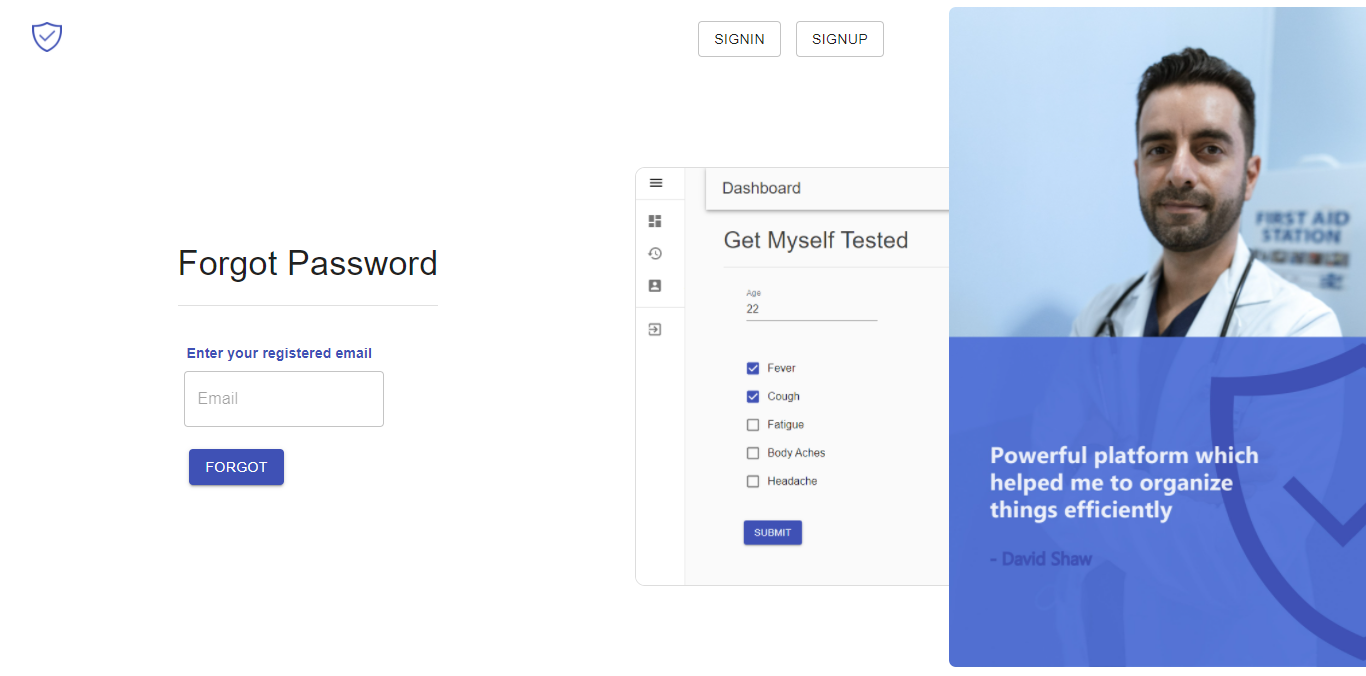 SIGNIN
SIGNUP
Forgot Password
Enter your registered email
Email
FORGOT
Dashboard
Get Myself Tested
Age
22
Fever
Cough
Fatigue
Body Aches
Headache
SUBMIT
FIRST AID
STATION
Powerful platform which
helped me to organize
things efficiently
- David Shaw